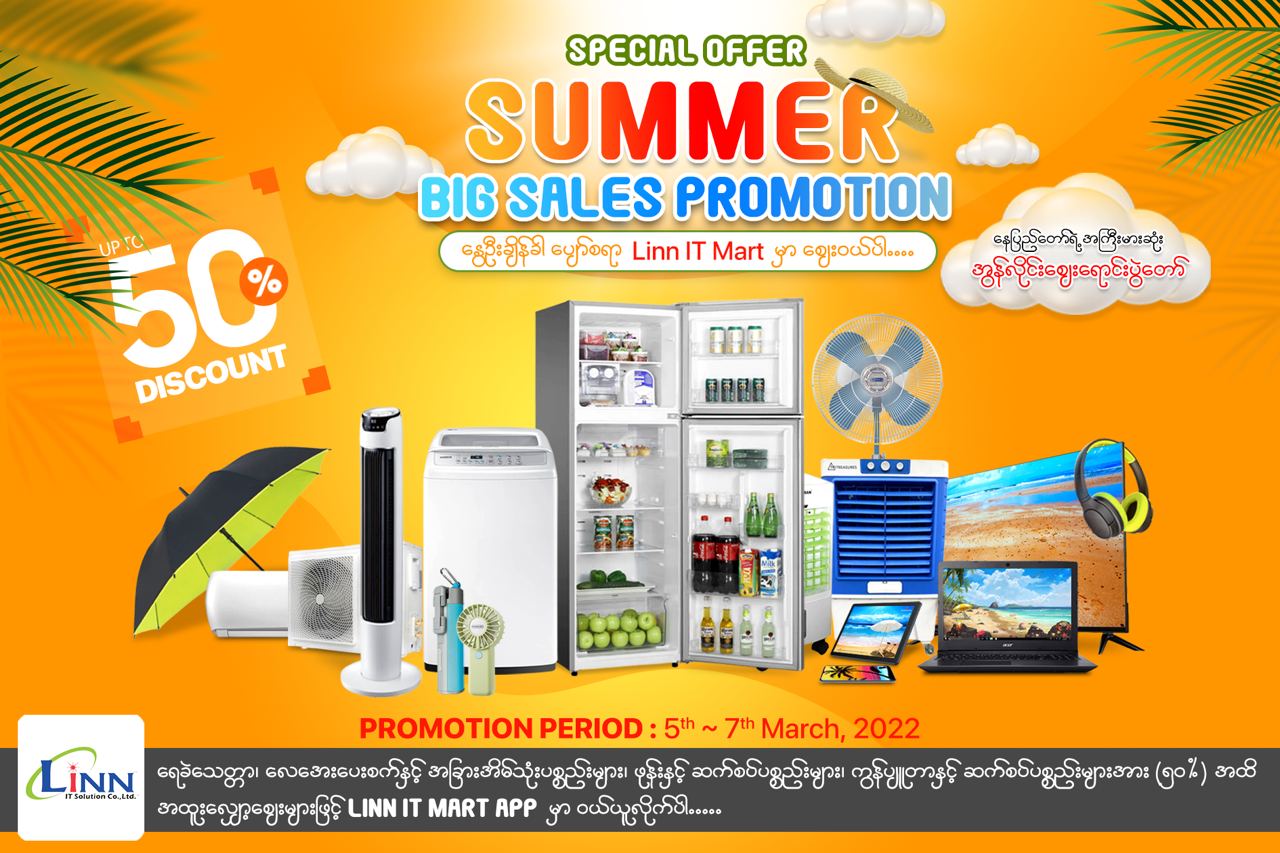 SPECIAL OFFER
SUMMER
BIG SALES PROMOTION
နွေဦးချိန်ခါ ပျော်စရာ Linn IT Mart မှာ ဈေးဝယ်ပါ....
နေပြည်တော်ရဲ့ အကြီးမားဆုံး
အွန်လိုင်းဈေးရောင်းပွဲတော်
UP TO
50%
DISCOUNT
TREASURES
acer
PROMOTION PERIOD : 5th ~ 7th March, 2022
LiNN
IT Solution Co.,Ltd.
ရေခဲသေတ္တာ၊ လေအေးပေးစက်နှင့် အခြားအိမ်သုံးပစ္စည်းများ၊ ဖုန်းနှင့် ဆက်စပ်ပစ္စည်းများ၊ ကွန်ပျူတာနှင့် ဆက်စပ်ပစ္စည်းများအား (၅၀%) အထိ
အထူးလျှော့ဈေးများဖြင့် LINN IT MART APP မှာ ဝယ်ယူလိုက်ပါ.....